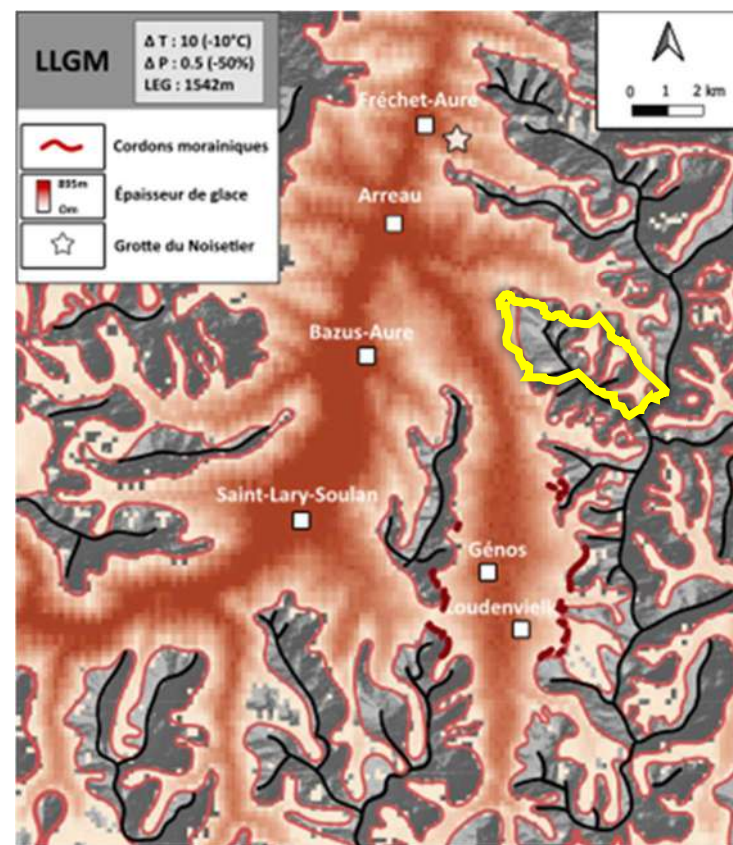 LLGM
Δ T : 10 (-10°C)
Δ P : 0.5 (-50%)
LEG : 1542m
Cordons morainiques
895m
0m
Épaisseur de glace
Grotte du Noisetier
0 1 2 km
Fréchet-Aure
Arreau
Bazus-Aure
Saint-Lary-Soulan
Génos
Loudenvielle